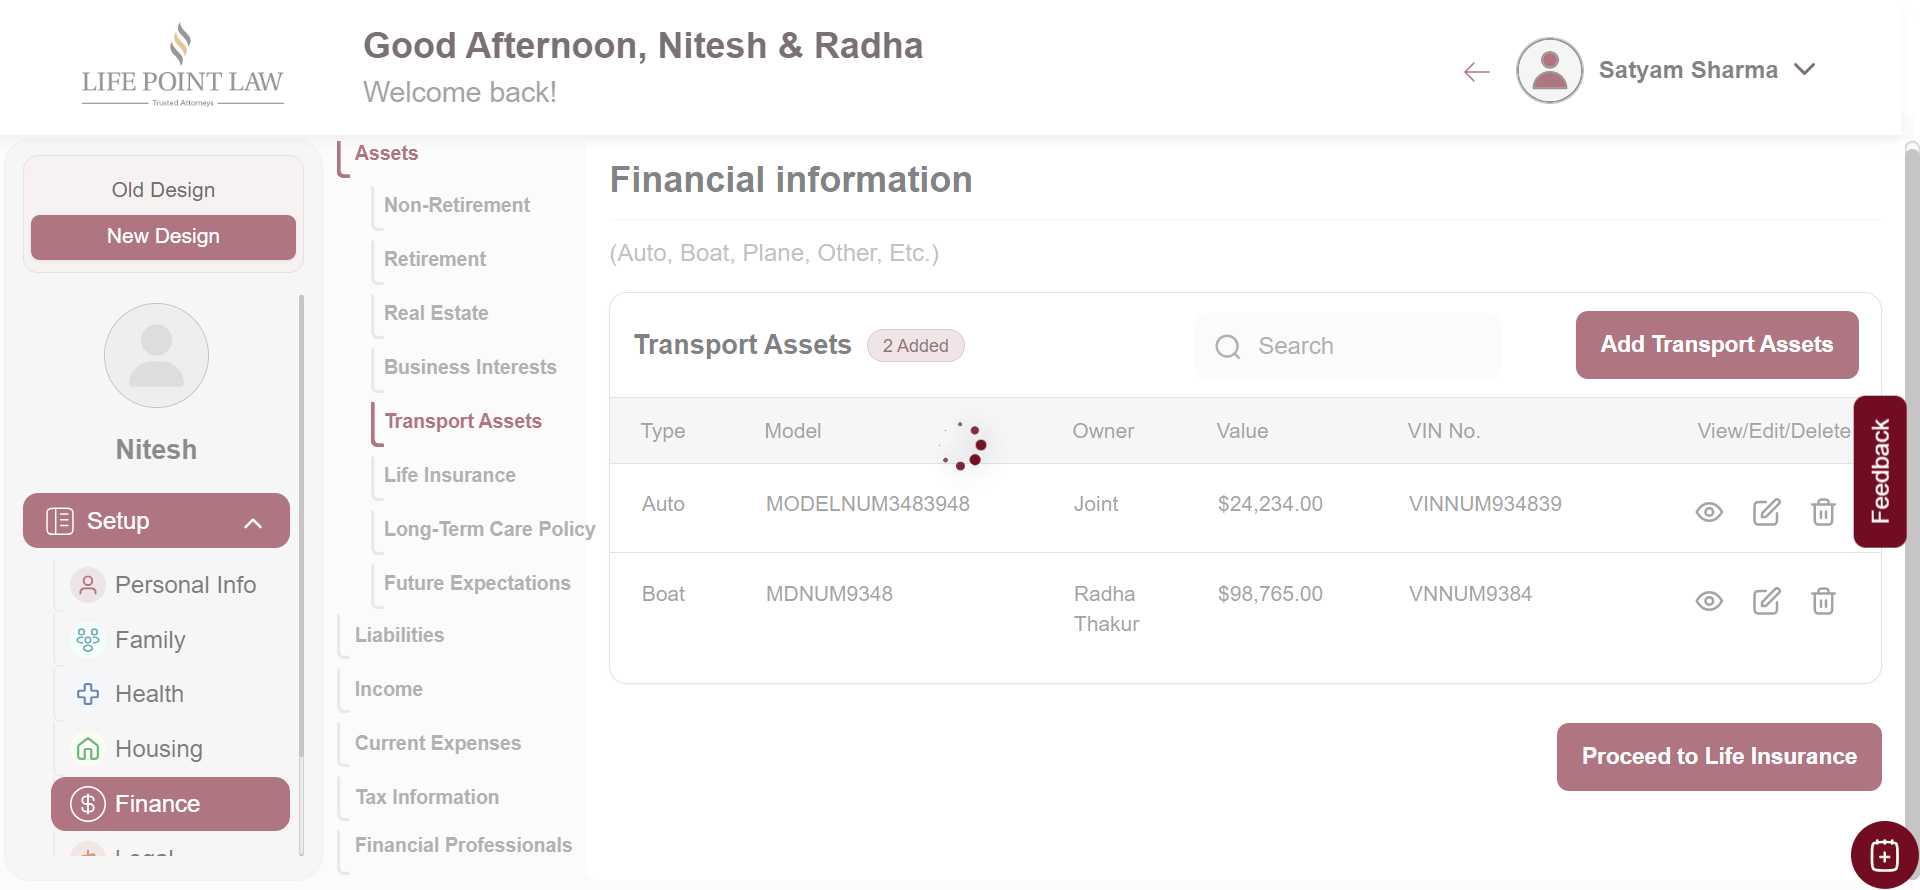 LIFE POINT LAW
Trusted Attorneys
Good Afternoon, Nitesh & Radha
Welcome back!
Satyam Sharma
Old Design
New Design
Nitesh
Setup
Personal Info
Family
Health
Housing
Finance
Legal
Assets
Non-Retirement
Retirement
Real Estate
Business Interests
Transport Assets
Life Insurance
Long-Term Care Policy
Future Expectations
Liabilities
Income
Current Expenses
Tax Information
Financial Professionals
Financial information
(Auto, Boat, Plane, Other, Etc.)
Transport Assets 2 Added Search Add Transport Assets
Type Model Owner Value VIN No. View/Edit/Delete
Auto MODELNUM3483948 Joint $24,234.00 VINNUM934839
Boat MDNUM9348 Radha $98,765.00 VNNUM9384
Thakur
Proceed to Life Insurance
Feedback